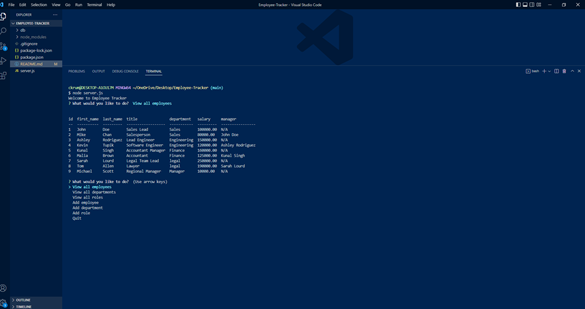 File Edit Selection View Go Run Terminal Help
Employee-Tracker - Visual Studio Code
EXPLORER
EMPLOYEE-TRACKER
db
node_modules
.gitignore
package-lock.json
package.json
README.md
server.js
OUTLINE
TIMELINE
PROBLEMS OUTPUT DEBUG CONSOLE TERMINAL
bash
MINGW64 ~/OneDrive/Desktop/Employee-Tracker (main)
$ node server.js
Welcome to Employee Tracker
? What would you like to do? View all employees
id first_name last_name title department salary manager
1 John Doe Sales Lead Sales 100000.00 N/A
2 Mike Chan Salesperson Sales 80000.00 John Doe
3 Ashley Rodriguez Lead Engineer Engineering 150000.00 N/A
4 Kevin Tupik Software Engineer Engineering 120000.00 Ashley Rodriguez
5 Kunal Singh Accountant Manager Finance 160000.00 N/A
6 Malia Brown Accountant Finance 125000.00 Kunal Singh
7 Sarah Lourd Legal Team Lead legal 250000.00 N/A
8 Tom Allen Lawyer legal 190000.00 Sarah Lourd
9 Michael Scott Regional Manager Manager N/A
? What would you like to do? (Use arrow keys)
> View all employees
View all departments
View all roles
Add employee
Add department
Add role
Quit